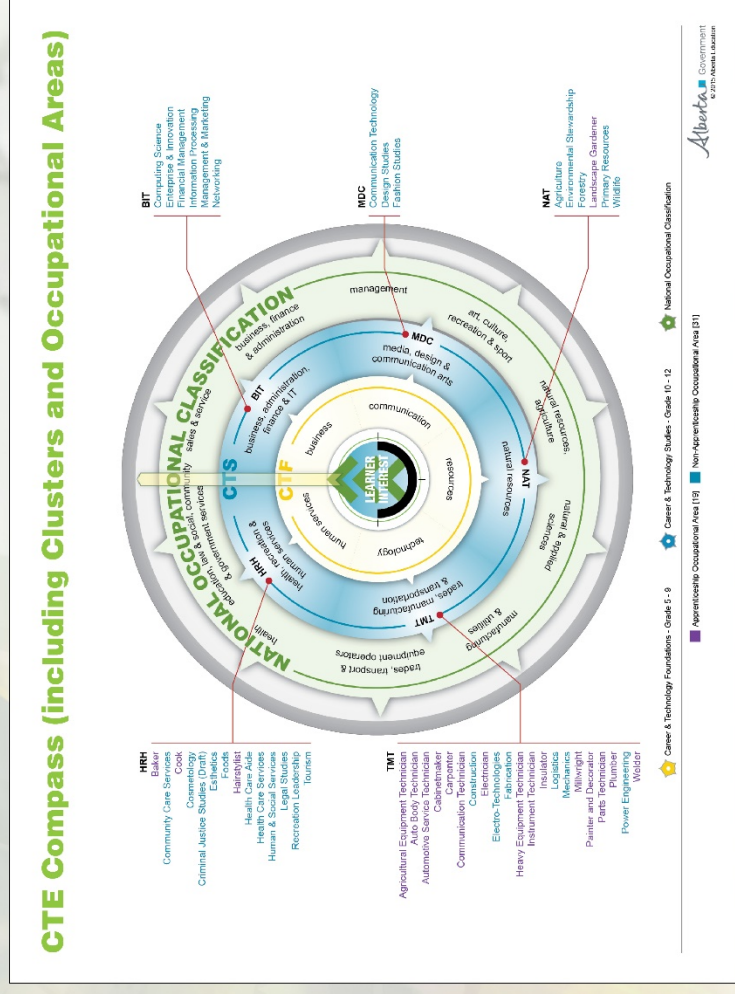 CTE Compass (including Clusters and Occupational Areas)
HRH
Baker
Community Care Services
Cook
Cosmetology
Criminal Justice Studies (Draft)
Esthetics
Foods
Hairstylist
Health Care Aide
Health Care Services
Human & Social Services
Legal Studies
Recreation Leadership
Tourism
TMT
Agricultural Equipment Technician
Auto Body Technician
Automotive Service Technician
Cabinetmaker
Carpenter
Communication Technician
Construction
Electrician
Electro-Technologies
Fabrication
Heavy Equipment Technician
Instrument Technician
Insulator
Logistics
Mechanics
Millwright
Painter and Decorator
Parts Technician
Plumber
Power Engineering
Welder
NATIONAL OCCUPATIONAL CLASSIFICATION
health
education, law & social, community
& government services
sales & service
business, finance
& administration
management
art, culture,
recreation & sport
natural resources,
agriculture
natural & applied
sciences
manufacturing
& utilities
trades, transport &
equipment operators
CTS
HRH
health, recreation &
human services
BIT
business, administration,
finance & IT
MDC
media, design &
communication arts
NAT
natural resources
TMT
trades, manufacturing
& transportation
CTF
human services
business
communication
resources
technology
LEARNER
INTEREST
BIT
Computing Science
Enterprise & Innovation
Financial Management
Information Processing
Management & Marketing
Networking
MDC
Communication Technology
Design Studies
Fashion Studies
NAT
Agriculture
Environmental Stewardship
Forestry
Landscape Gardener
Primary Resources
Wildlife
Career & Technology Foundations - Grade 5 - 9
Career & Technology Studies - Grade 10 - 12
National Occupational Classification
Apprenticeship Occupational Area [19]
Non-Apprenticeship Occupational Area [31]
Alberta Government
© 2015 Alberta Education